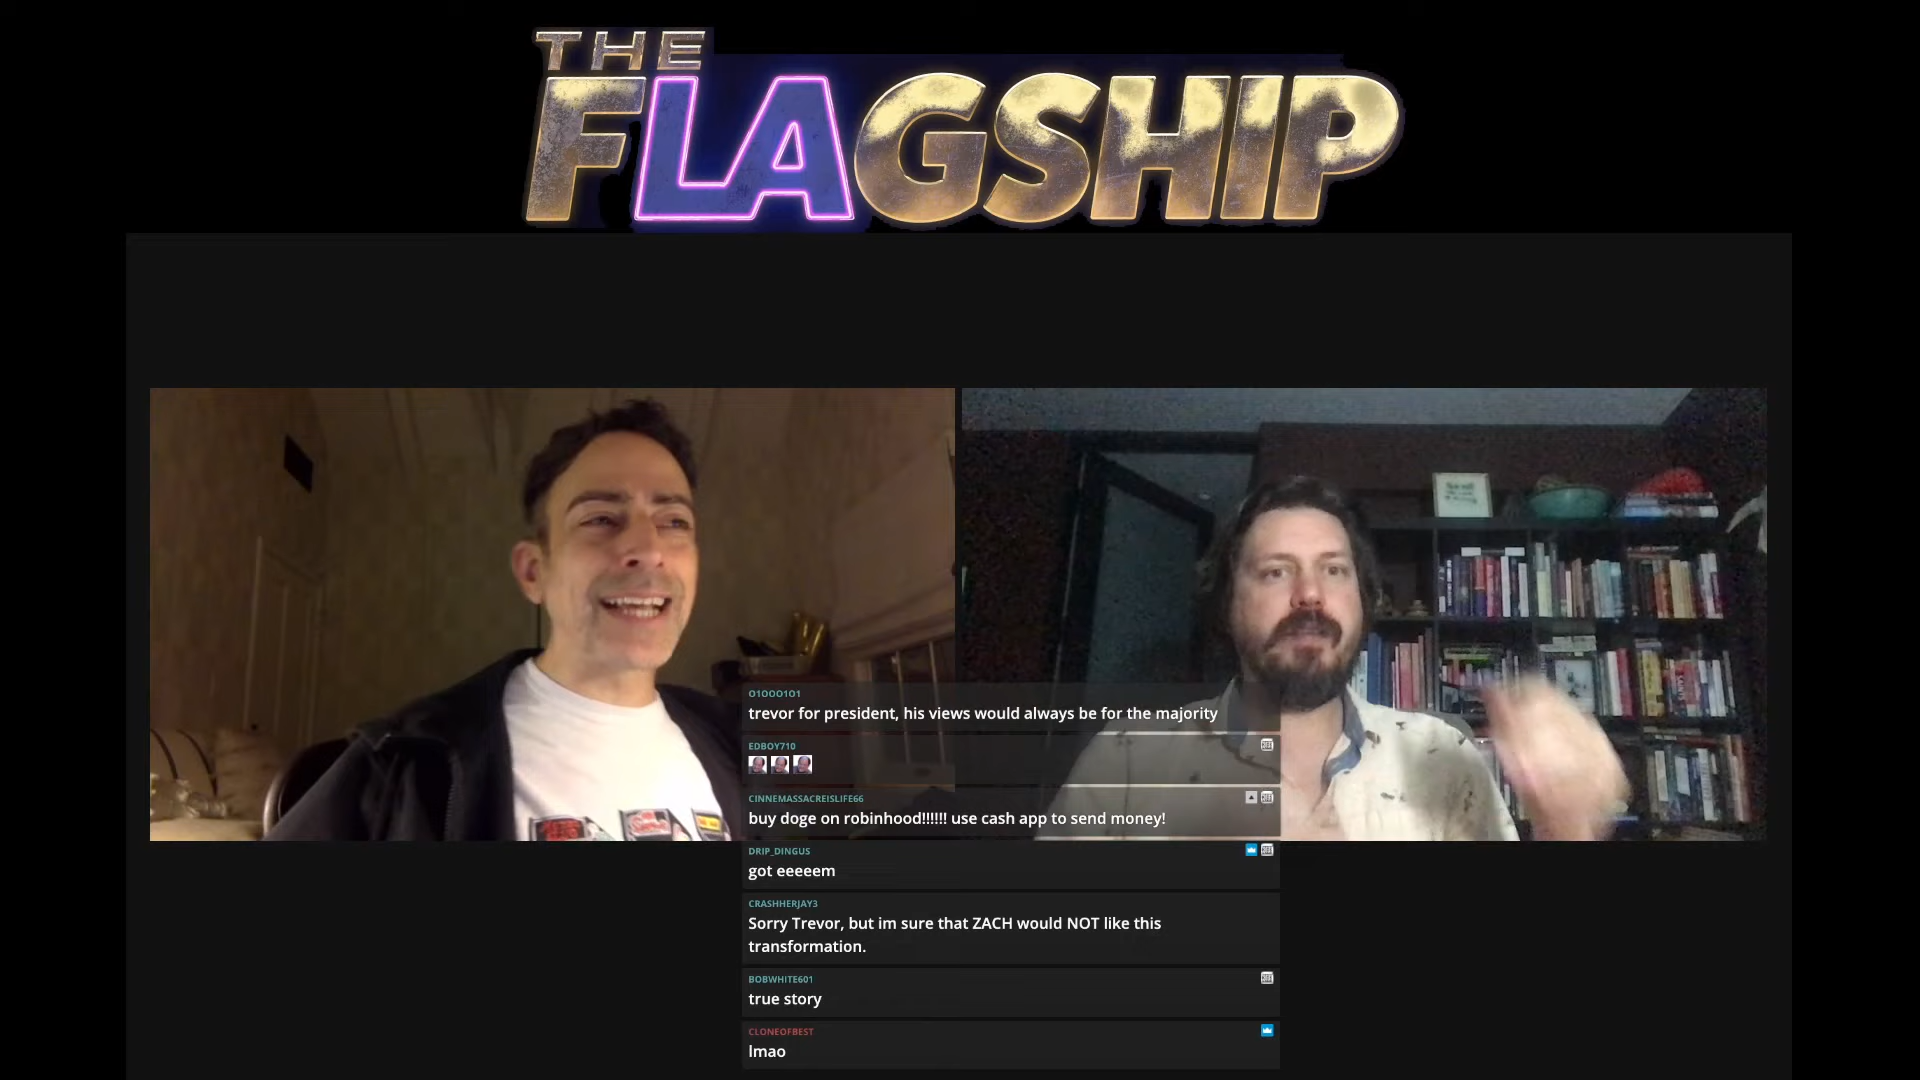 THE
FLAGSHIP
O1OOO1O1
trevor for president, his views would always be for the majority
EDBOY710
CINNEMASSACREISLIFE66
buy doge on robinhood!!!!!! use cash app to send money!
DRIP_DINGUS
got eeeeem
CRASHHERJAY3
Sorry Trevor, but im sure that ZACH would NOT like this
transformation.
BOBWHITE601
true story
CLONEOFBEST
lmao